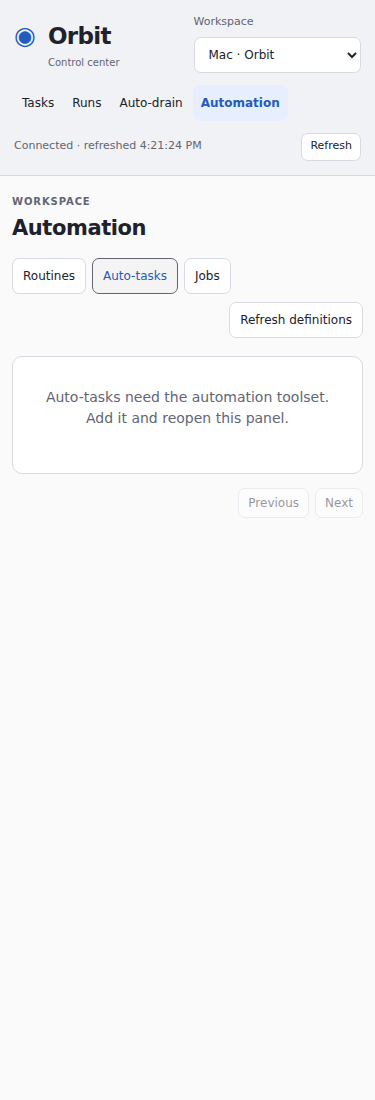 Orbit
Control center
Workspace
Mac · Orbit
Tasks Runs Auto-drain Automation
Connected · refreshed 4:21:24 PM
Refresh
WORKSPACE
Automation
Routines Auto-tasks Jobs
Refresh definitions
Auto-tasks need the automation toolset.
Add it and reopen this panel.
Previous Next